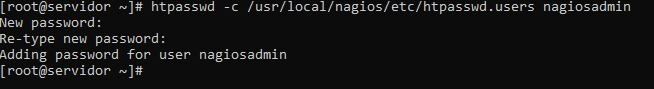 [root@servidor ~]# htpasswd -c /usr/local/nagios/etc/htpasswd.users nagiosadmin
New password:
Re-type new password:
Adding password for user nagiosadmin
[root@servidor ~]#